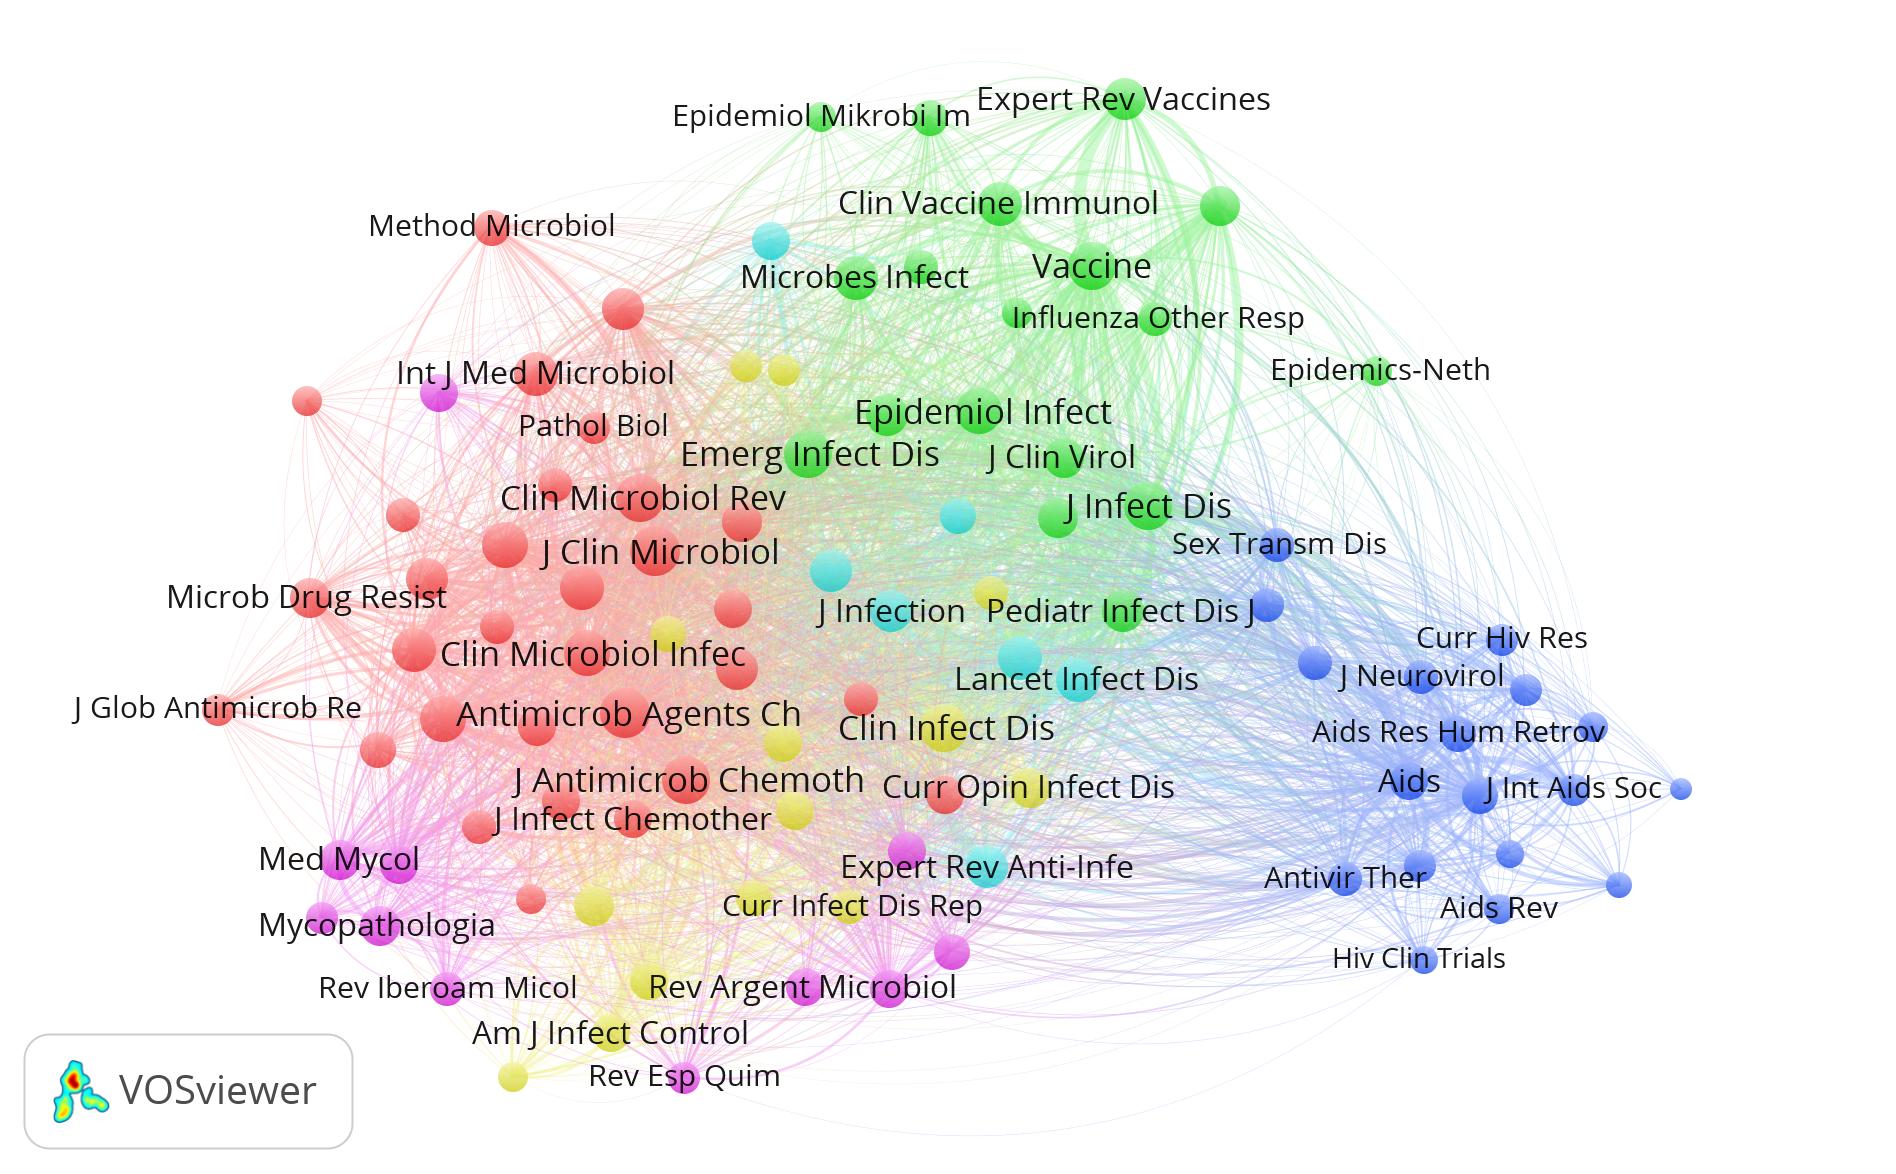 Expert Rev Vaccines
Epidemiol Mikrobi Im
Clin Vaccine Immunol
Method Microbiol
Vaccine
Microbes Infect
Influenza Other Resp
Epidemics-Neth
Int J Med Microbiol
Epidemiol Infect
Pathol Biol
Emerg Infect Dis
J Clin Virol
Clin Microbiol Rev
J Infect Dis
Sex Transm Dis
J Clin Microbiol
Microb Drug Resist
J Infection
Pediatr Infect Dis J
Curr Hiv Res
Clin Microbiol Infec
J Neurovirol
Lancet Infect Dis
J Glob Antimicrob Re
Antimicrob Agents Ch
Clin Infect Dis
Aids Res Hum Retrov
J Antimicrob Chemoth
Curr Opin Infect Dis
Aids
J Int Aids Soc
J Infect Chemother
Med Mycol
Expert Rev Anti-Infe
Antivir Ther
Curr Infect Dis Rep
Aids Rev
Mycopathologia
Hiv Clin Trials
Rev Iberoam Micol
Rev Argent Microbiol
Am J Infect Control
Rev Esp Quim
VOSviewer